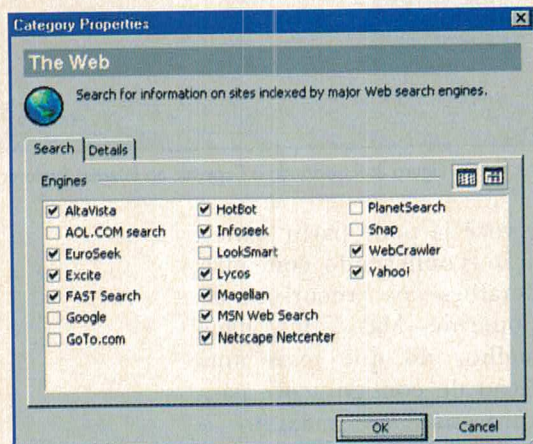 Category Properties
The Web
Search for information on sites indexed by major Web search engines.
Search Details
Engines
AltaVista
AOL.COM search
EuroSeek
Excite
FAST Search
Google
GoTo.com
HotBot
Infoseek
LookSmart
Lycos
Magellan
MSN Web Search
Netscape Netcenter
PlanetSearch
Snap
WebCrawler
Yahoo!
OK Cancel